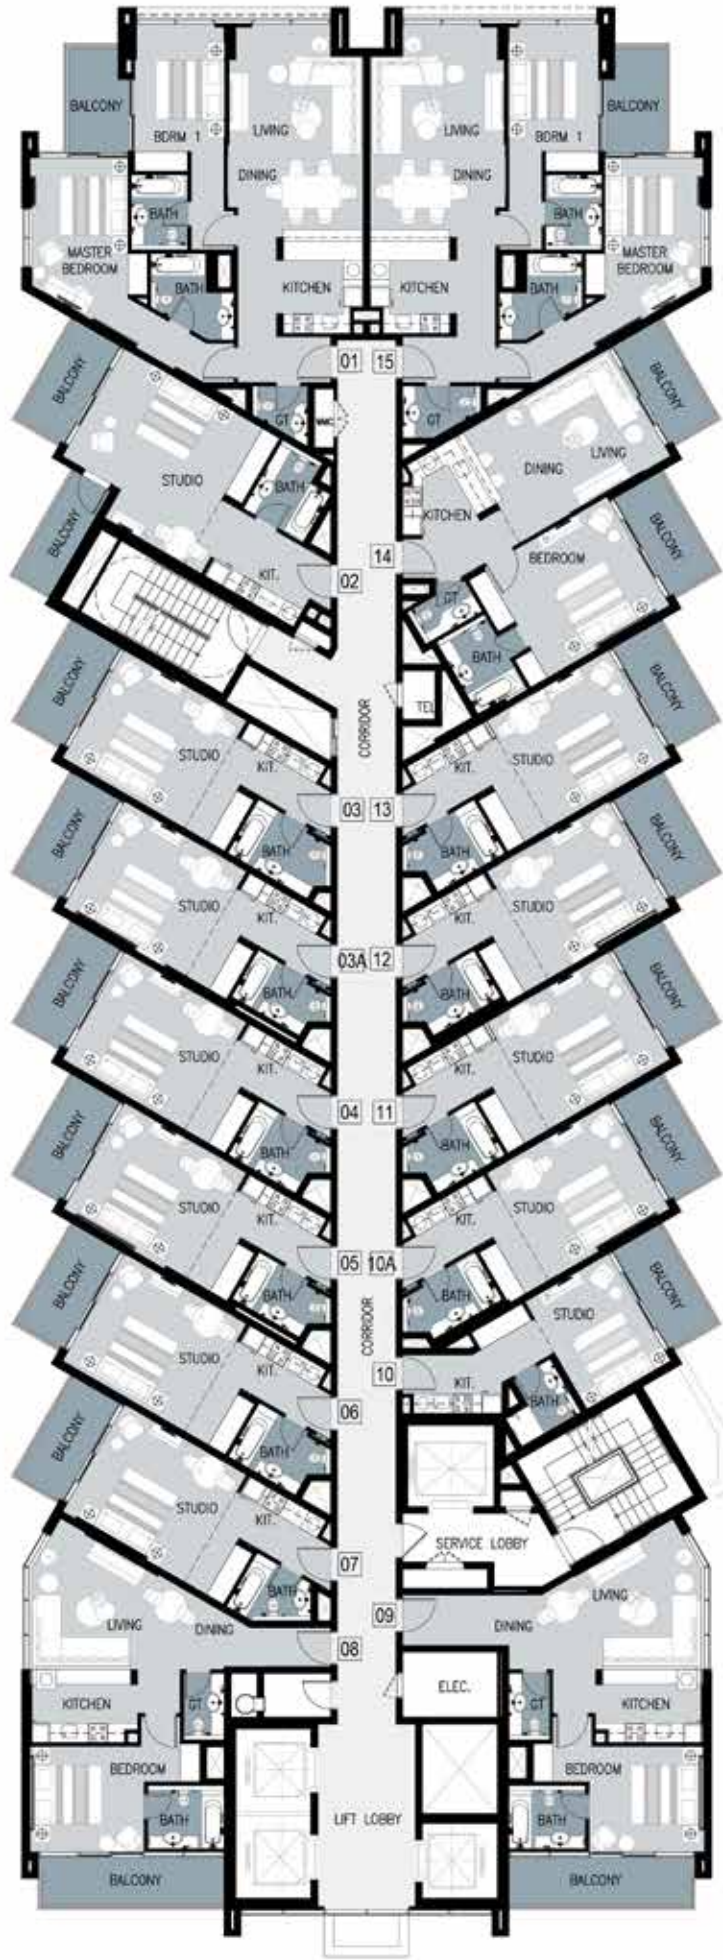 BALCONY
BDRM 1
LIVING
LIVING
BDRM 1
BALCONY
DINING
DINING
BATH
BATH
MASTER
BEDROOM
MASTER
BEDROOM
BATH
KITCHEN
KITCHEN
BATH
01
15
BALCONY
BALCONY
GT
GT
STUDIO
BATH
DINING
LIVING
BALCONY
KITCHEN
BALCONY
14
BEDROOM
KIT.
02
GT
BATH
BALCONY
TEL
BALCONY
CORRIDOR
STUDIO
KIT.
KIT.
STUDIO
03
13
BALCONY
BATH
BATH
BALCONY
STUDIO
KIT.
KIT.
STUDIO
03A
12
BALCONY
BATH
BATH
BALCONY
STUDIO
KIT.
KIT.
STUDIO
04
11
BALCONY
BATH
BATH
BALCONY
STUDIO
KIT.
KIT.
STUDIO
05
10A
BALCONY
BATH
BATH
BALCONY
CORRIDOR
STUDIO
STUDIO
KIT.
10
KIT.
BATH
06
BALCONY
BATH
STUDIO
KIT.
SERVICE LOBBY
07
BATH
LIVING
DINING
09
DINING
LIVING
08
KITCHEN
GT
ELEC.
GT
KITCHEN
BEDROOM
BEDROOM
BATH
LIFT LOBBY
BATH
BALCONY
BALCONY